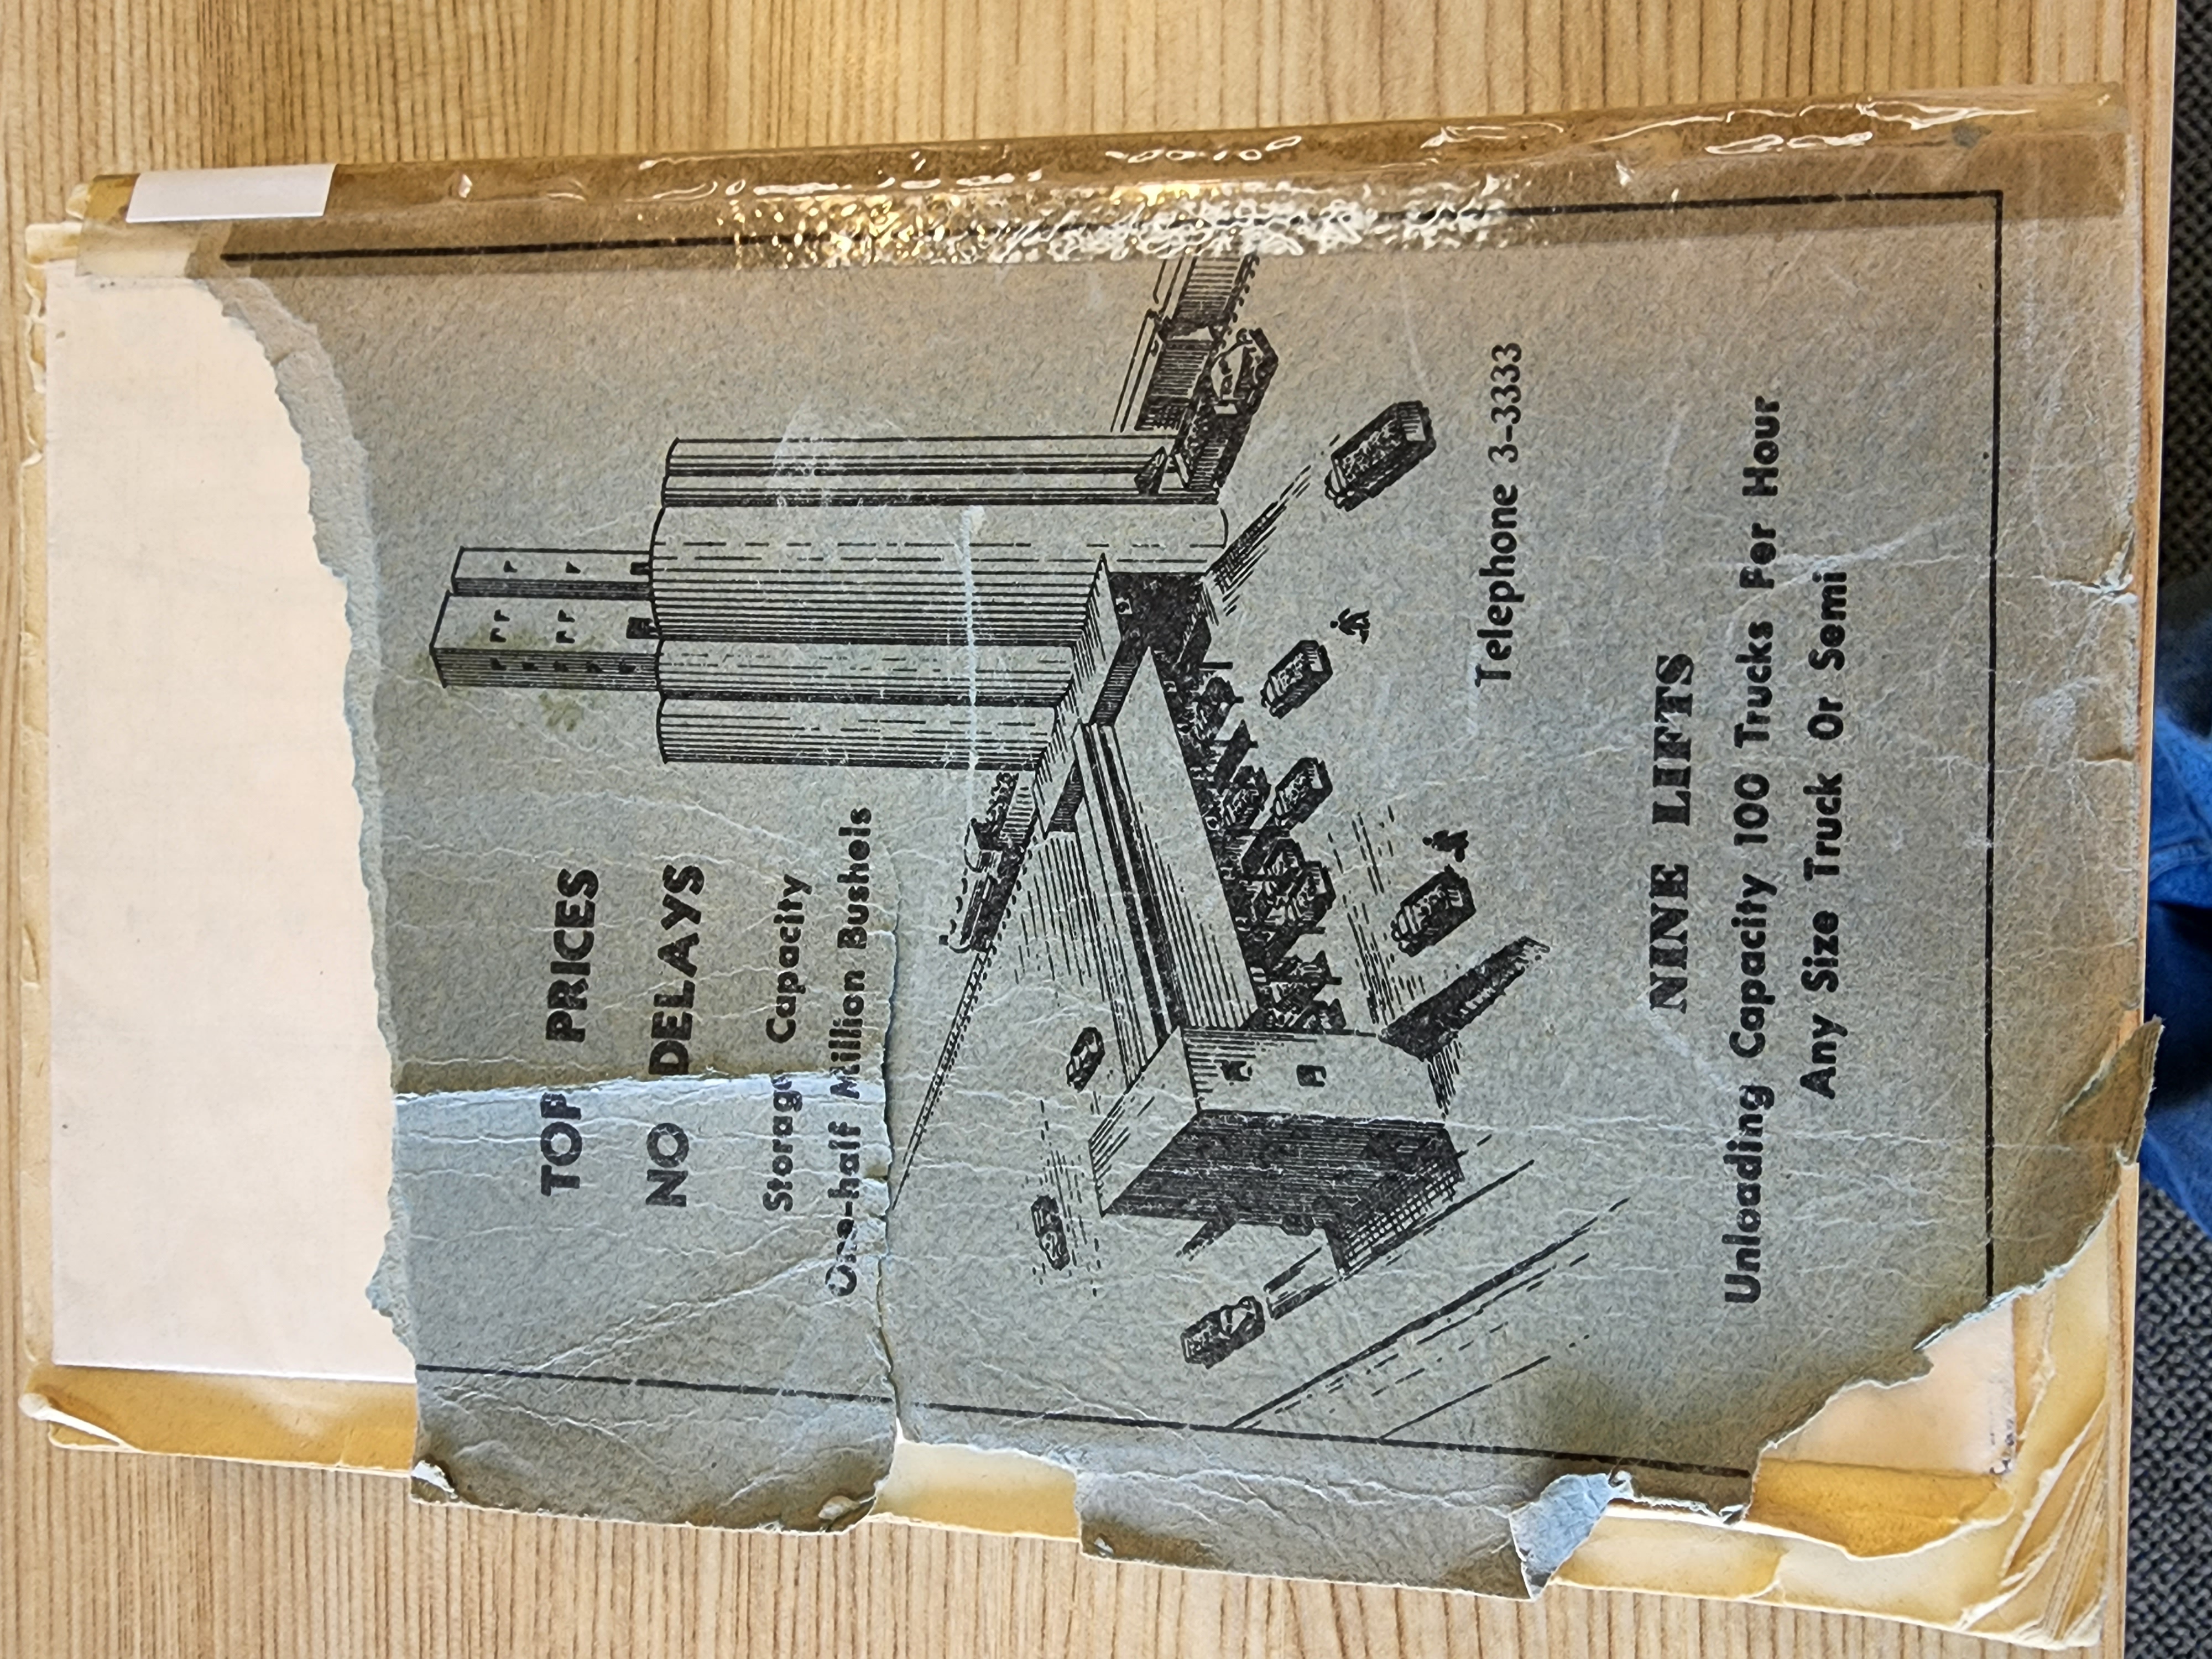 TOP PRICES
NO DELAYS
Storage Capacity
One-half Million Bushels
Telephone 3-3333
NINE LIFTS
Unloading Capacity 100 Trucks Per Hour
Any Size Truck Or Semi